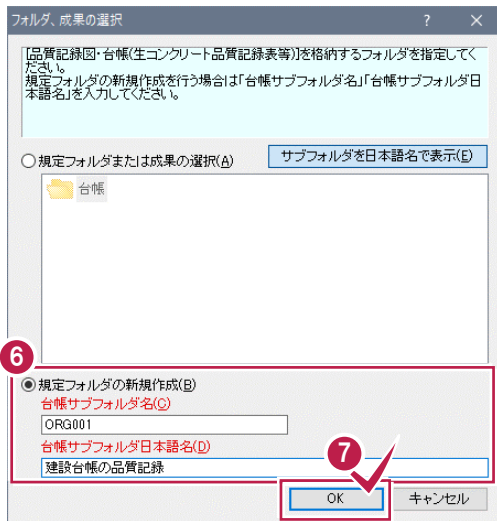 フォルダ、成果の選択
[品質記録図・台帳(生コンクリート品質記録表等)]を格納するフォルダを指定してく
ださい。
規定フォルダの新規作成を行う場合は「台帳サブフォルダ名」「台帳サブフォルダ日
本語名」を入力してください。
規定フォルダまたは成果の選択(A)
サブフォルダを日本語名で表示(E)
台帳
6
規定フォルダの新規作成(B)
台帳サブフォルダ名(C)
ORG001
台帳サブフォルダ日本語名(D)
7
建設台帳の品質記録
OK
キャンセル